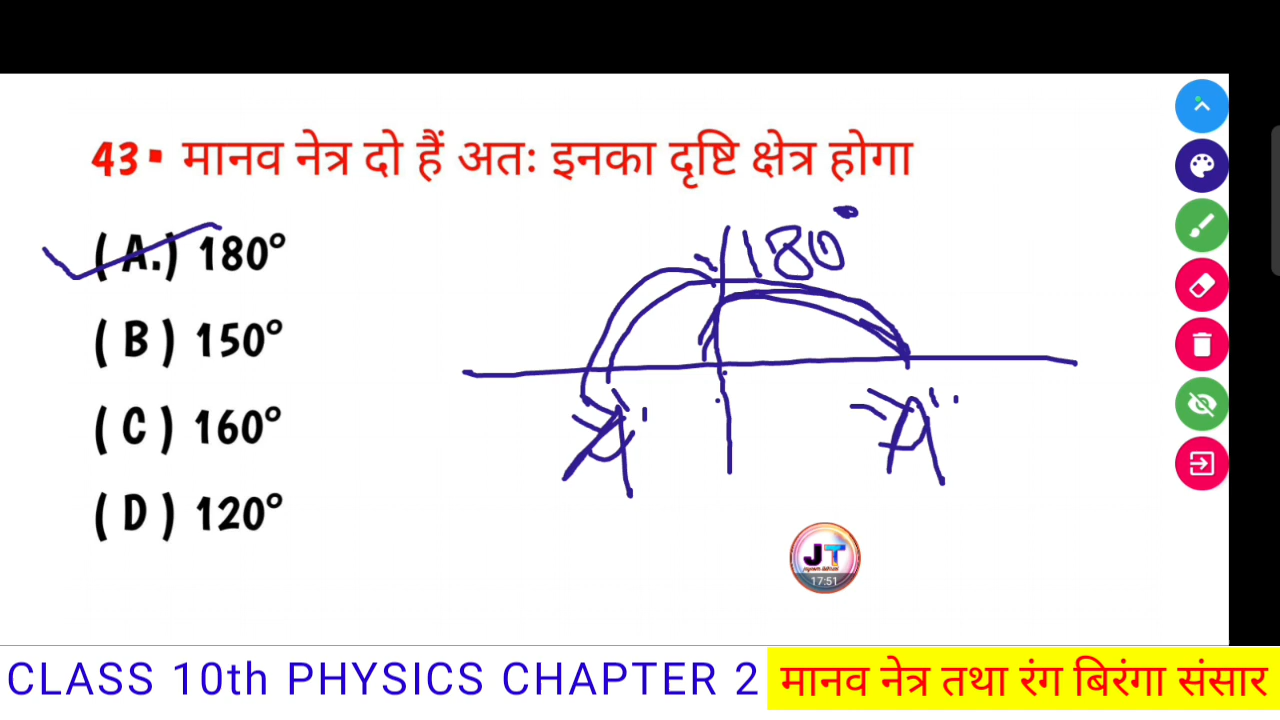 43. मानव नेत्र दो हैं अतः इनका दृष्टि क्षेत्र होगा
(A.) 180°
180°
(B) 150°
(C) 160°
(D) 120°
JT
17:51
CLASS 10th PHYSICS CHAPTER 2
मानव नेत्र तथा रंग बिरंगा संसार